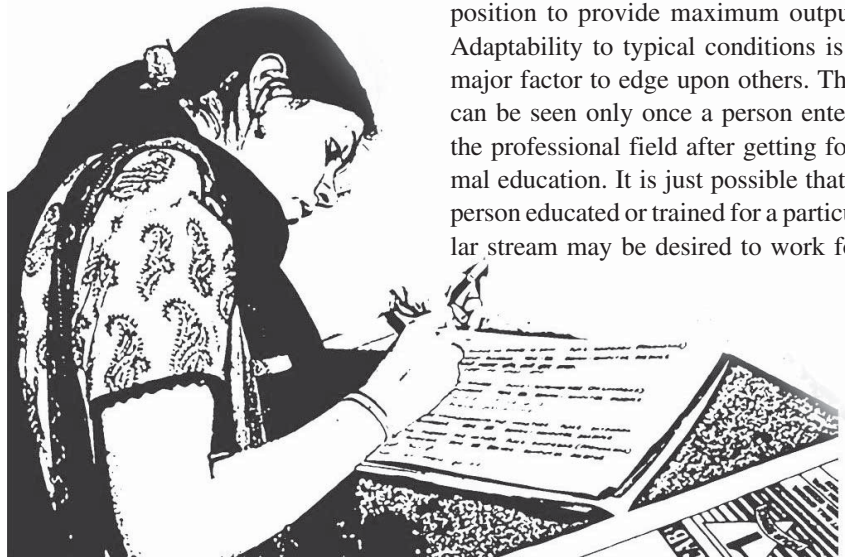 position to provide maximum outpu
Adaptability to typical conditions is
major factor to edge upon others. Th
can be seen only once a person ente
the professional field after getting fo
mal education. It is just possible that
person educated or trained for a particu
lar stream may be desired to work fo